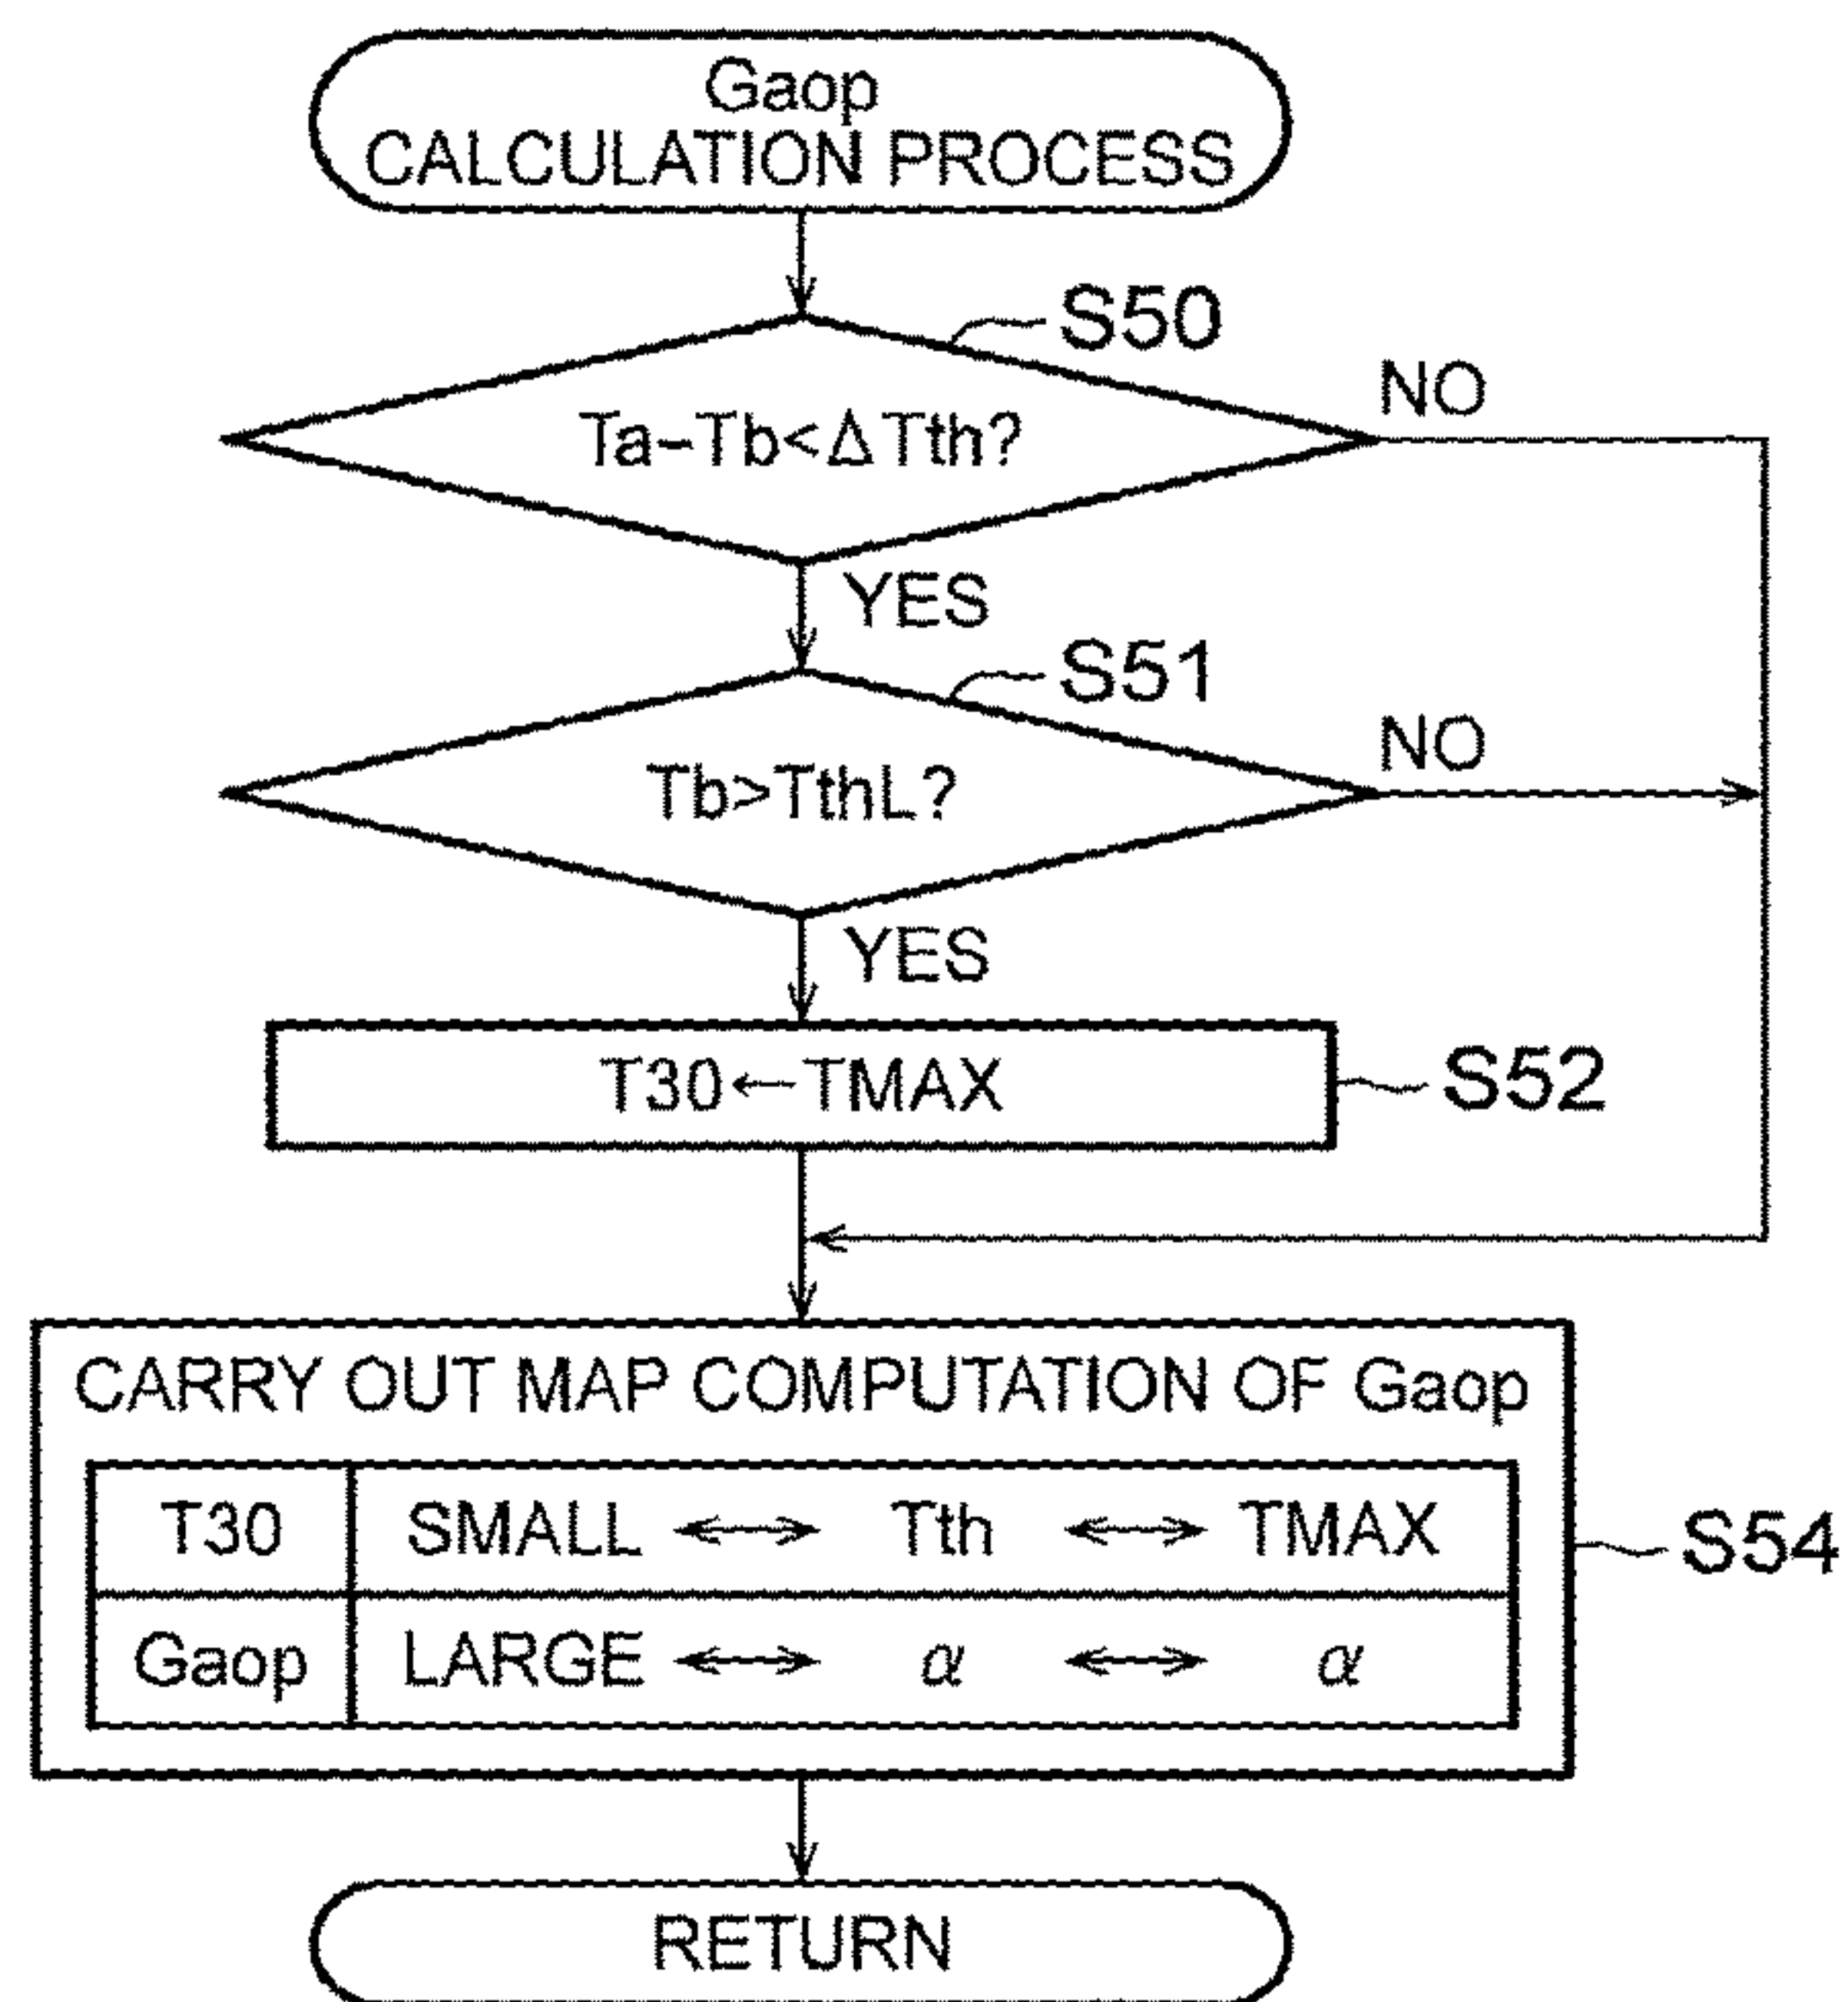 Gaop
CALCULATION PROCESS
S50
Ta-Tb<ΔTth?
NO
YES
S51
Tb>TthL?
NO
YES
T30←TMAX
S52
CARRY OUT MAP COMPUTATION OF Gaop
T30 SMALL ↔ Tth ↔ TMAX
S54
Gaop LARGE ↔ α ↔ α
RETURN